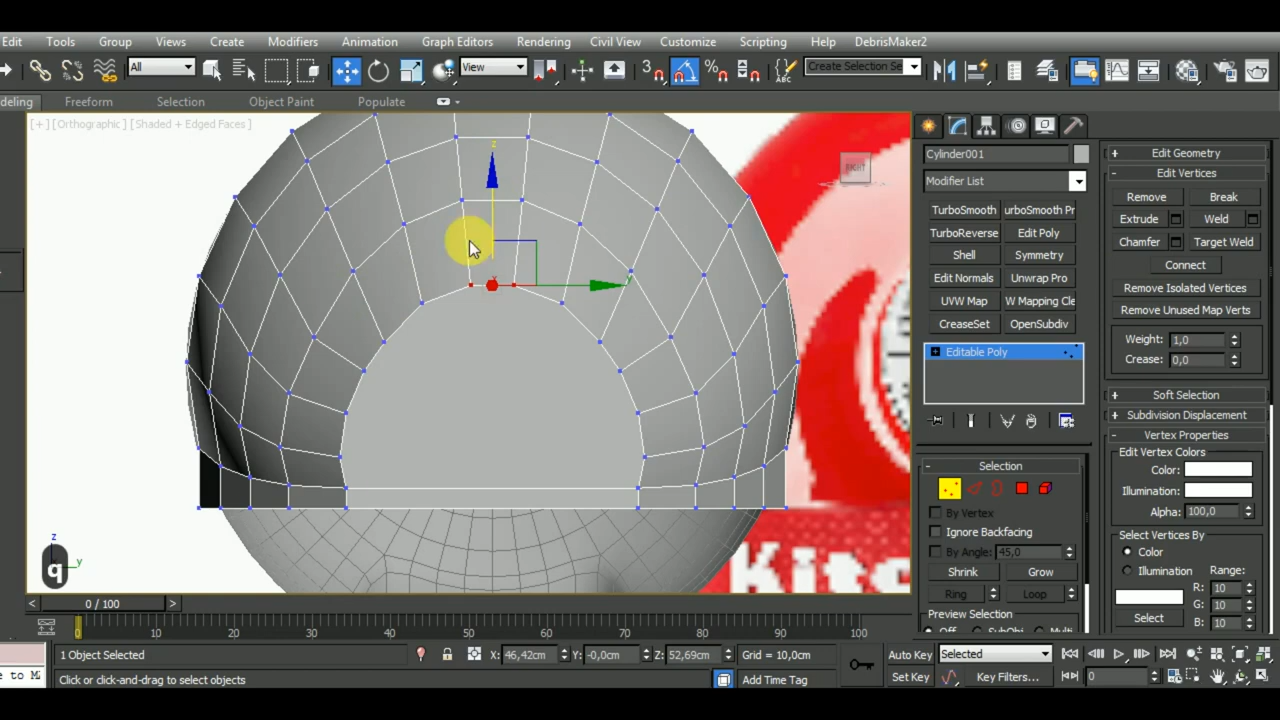 Edit Tools Group Views Create Modifiers Animation Graph Editors Rendering Civil View Customize Scripting Help DebrisMaker2
All View 3 Create Selection Se
deling Freeform Selection Object Paint Populate
[+] [Orthographic] [Shaded + Edged Faces]
RIGHT
z
y
x
z
y
q
Kitc
Cylinder001
Modifier List
TurboSmooth urboSmooth Pr
TurboReverse Edit Poly
Shell Symmetry
Edit Normals Unwrap Pro
UVW Map W Mapping Cle
CreaseSet OpenSubdiv
Editable Poly
- Selection
By Vertex
Ignore Backfacing
By Angle: 45,0
Shrink Grow
Ring Loop
Preview Selection
Off SubObj Multi
+ Edit Geometry
- Edit Vertices
Remove Break
Extrude Weld
Chamfer Target Weld
Connect
Remove Isolated Vertices
Remove Unused Map Verts
Weight: 1,0
Crease: 0,0
+ Soft Selection
+ Subdivision Displacement
- Vertex Properties
Edit Vertex Colors
Color:
Illumination:
Alpha: 100,0
Select Vertices By
Color
Illumination Range:
R: 10
G: 10
Select B: 10
< 0 / 100 >
0 10 20 30 40 50 60 70 80 90 100
1 Object Selected X: 46,42cm Y: -0,0cm Z: 52,69cm Grid = 10,0cm Auto Key Selected
e to M Click or click-and-drag to select objects Add Time Tag Set Key Key Filters... 0